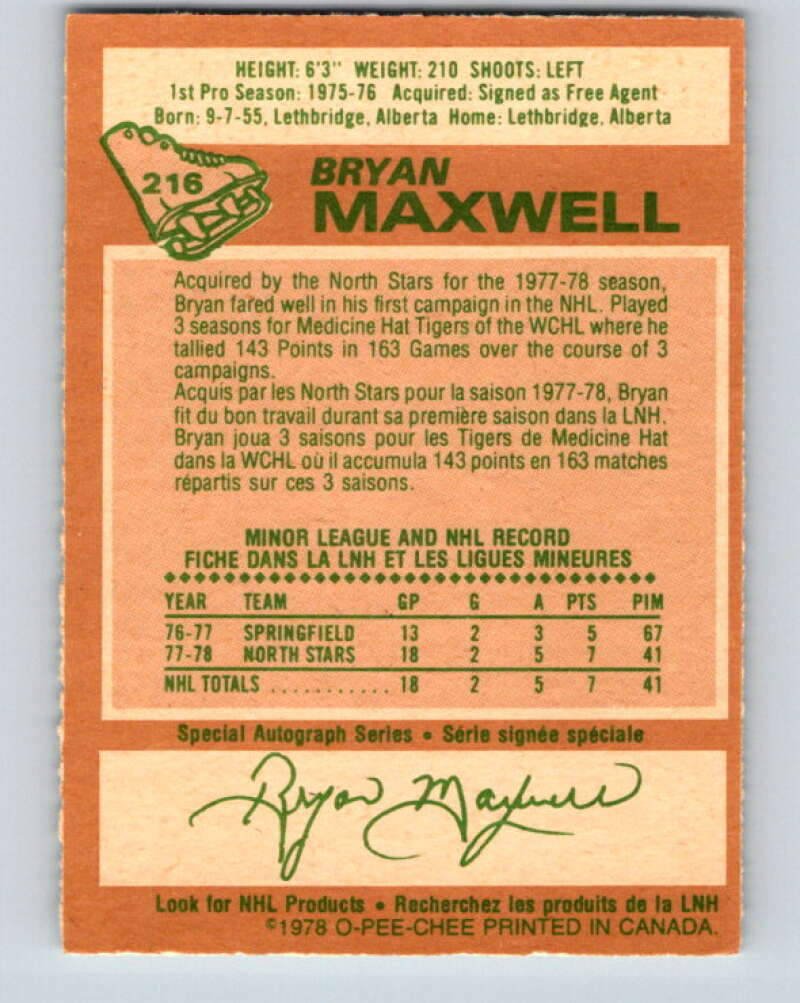 HEIGHT: 6'3" WEIGHT: 210 SHOOTS: LEFT
1st Pro Season: 1975-76 Acquired: Signed as Free Agent
Born: 9-7-55, Lethbridge, Alberta Home: Lethbridge, Alberta
216
BRYAN
MAXWELL
Acquired by the North Stars for the 1977-78 season,
Bryan fared well in his first campaign in the NHL. Played
3 seasons for Medicine Hat Tigers of the WCHL where he
tallied 143 Points in 163 Games over the course of 3
campaigns.
Acquis par les North Stars pour la saison 1977-78, Bryan
fit du bon travail durant sa première saison dans la LNH.
Bryan joua 3 saisons pour les Tigers de Medicine Hat
dans la WCHL où il accumula 143 points en 163 matches
répartis sur ces 3 saisons.
MINOR LEAGUE AND NHL RECORD
FICHE DANS LA LNH ET LES LIGUES MINEURES
YEAR TEAM GP G A PTS PIM
76-77 SPRINGFIELD 13 2 3 5 67
77-78 NORTH STARS 18 2 5 7 41
NHL TOTALS ........... 18 2 5 7 41
Special Autograph Series • Série signée spéciale
Bryan Maxwell
Look for NHL Products • Recherchez les produits de la LNH
©1978 O-PEE-CHEE PRINTED IN CANADA.